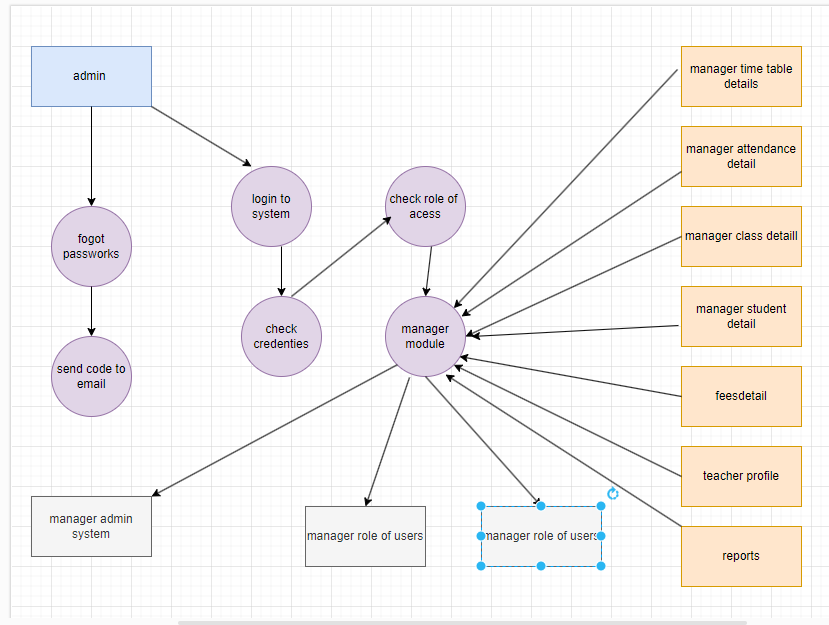 admin
manager time table
details
manager attendance
detail
login to
system
check role of
acess
manager class detaill
fogot
passworks
manager student
detail
check
credenties
manager
module
send code to
email
feesdetail
teacher profile
manager admin
system
manager role of users
manager role of users
reports